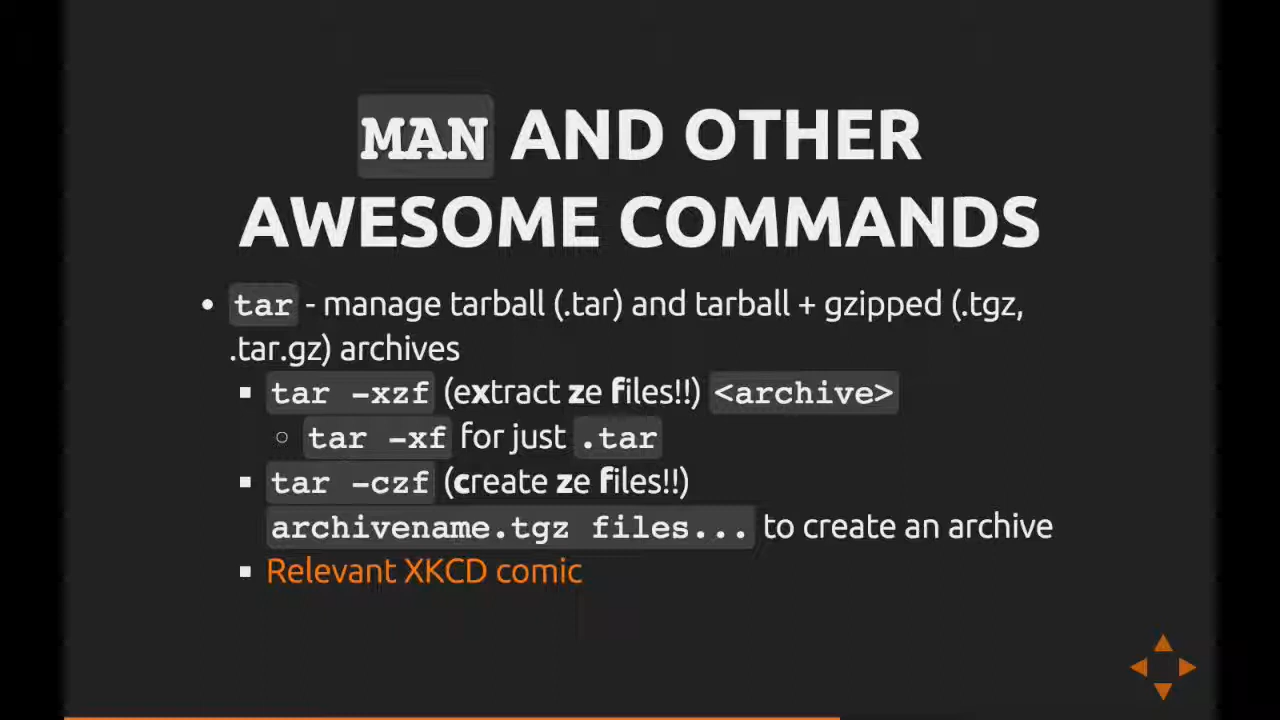 MAN AND OTHER
AWESOME COMMANDS
tar - manage tarball (.tar) and tarball + gzipped (.tgz,
.tar.gz) archives
tar -xzf (extract ze files!!) <archive>
tar -xf for just .tar
tar -czf (create ze files!!)
archivename.tgz files... to create an archive
Relevant XKCD comic